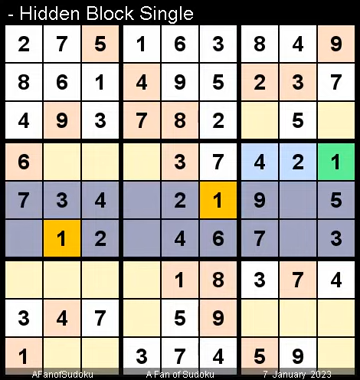 - Hidden Block Single
2 7 5 1 6 3 8 4 9
8 6 1 4 9 5 2 3 7
4 9 3 7 8 2 5
6 3 7 4 2 1
7 3 4 2 1 9 5
1 2 4 6 7 3
1 8 3 7 4
3 4 7 5 9
1 3 7 4 5 9
AFanofSudoku A Fan of Sudoku 7 January 2023